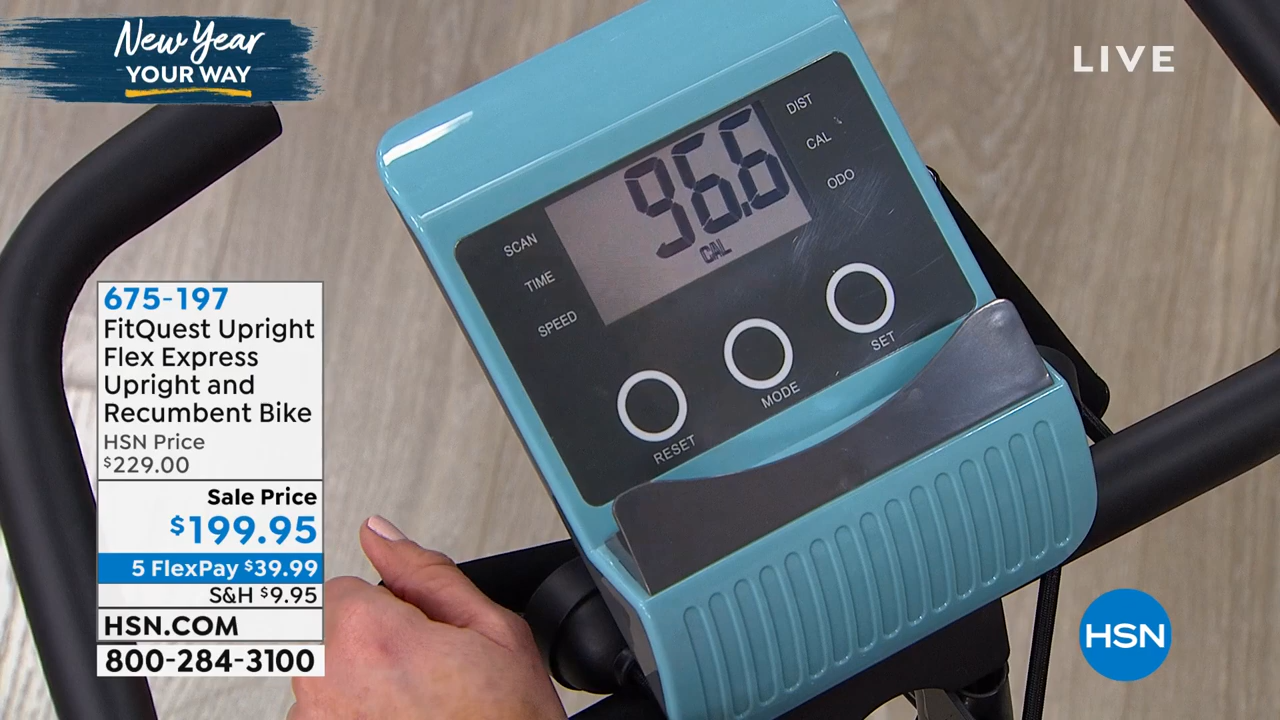 New Year
YOUR WAY
LIVE
96.6
CAL
SCAN
TIME
SPEED
DIST
CAL
ODO
RESET
MODE
SET
675-197
FitQuest Upright
Flex Express
Upright and
Recumbent Bike
HSN Price
$229.00
Sale Price
$199.95
5 FlexPay $39.99
S&H $9.95
HSN.COM
800-284-3100
HSN